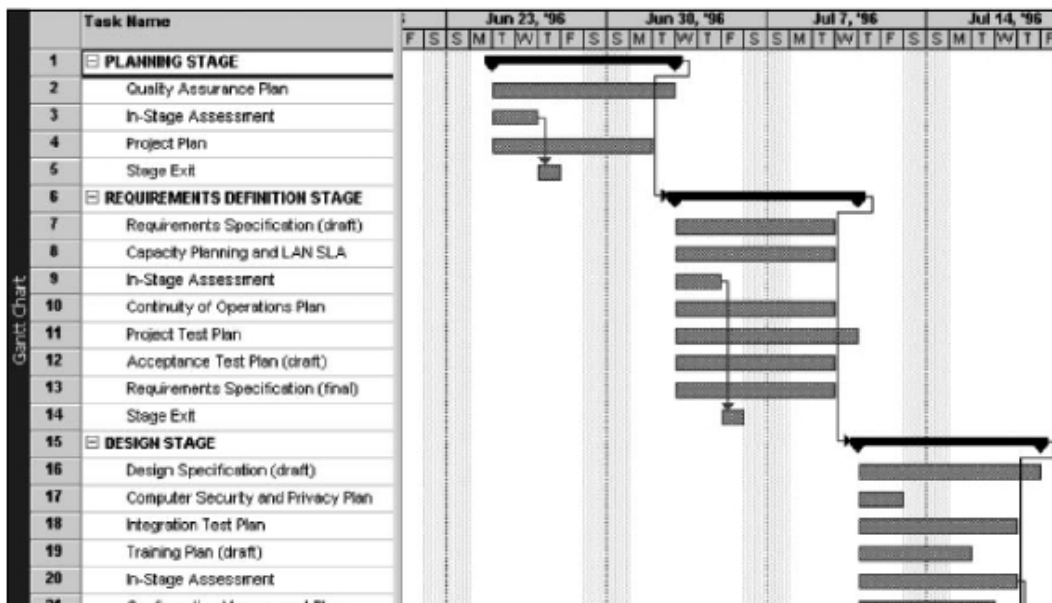 Task Name
Jun 23, '96 Jun 30, '96 Jul 7, '96 Jul 14, '96
F S S M T W T F S S M T W T F S S M T W T F S S M T W T F
1 PLANNING STAGE
2 Quality Assurance Plan
3 In-Stage Assessment
4 Project Plan
5 Stage Exit
6 REQUIREMENTS DEFINITION STAGE
7 Requirements Specification (draft)
8 Capacity Planning and LAN SLA
9 In-Stage Assessment
10 Continuity of Operations Plan
11 Project Test Plan
12 Acceptance Test Plan (draft)
13 Requirements Specification (final)
14 Stage Exit
15 DESIGN STAGE
16 Design Specification (draft)
17 Computer Security and Privacy Plan
18 Integration Test Plan
19 Training Plan (draft)
20 In-Stage Assessment
Gantt Chart